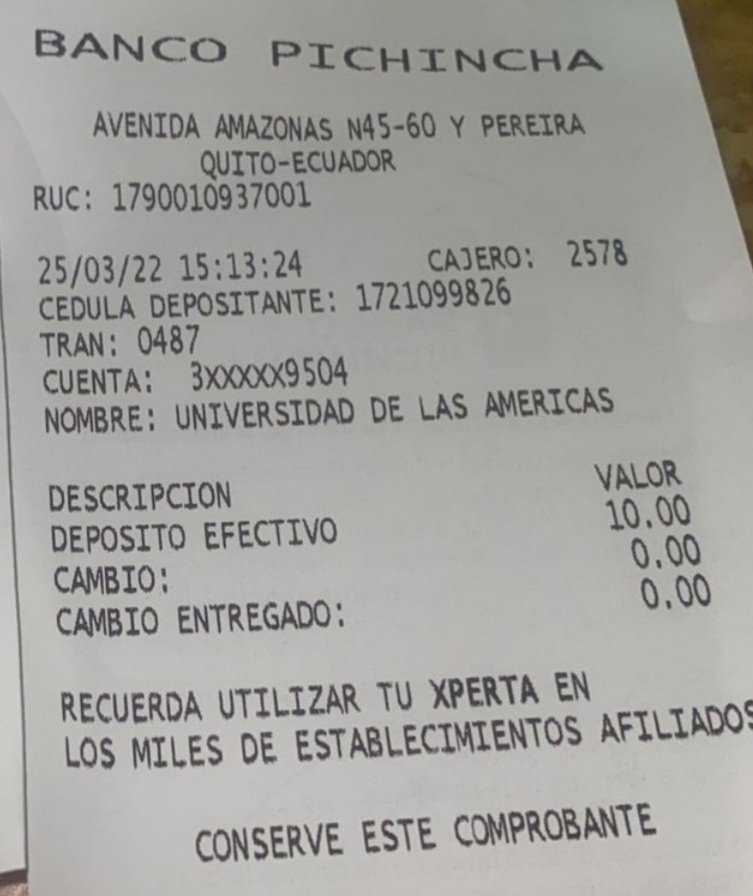 BANCO PICHINCHA
AVENIDA AMAZONAS N45-60 Y PEREIRA
QUITO-ECUADOR
RUC: 1790010937001
25/03/22 15:13:24 CAJERO: 2578
CEDULA DEPOSITANTE: 1721099826
TRAN: 0487
CUENTA: 3XXXXX9504
NOMBRE: UNIVERSIDAD DE LAS AMERICAS
DESCRIPCION VALOR
DEPOSITO EFECTIVO 10.00
CAMBIO: 0.00
CAMBIO ENTREGADO: 0.00
RECUERDA UTILIZAR TU XPERTA EN
LOS MILES DE ESTABLECIMIENTOS AFILIADOS
CONSERVE ESTE COMPROBANTE